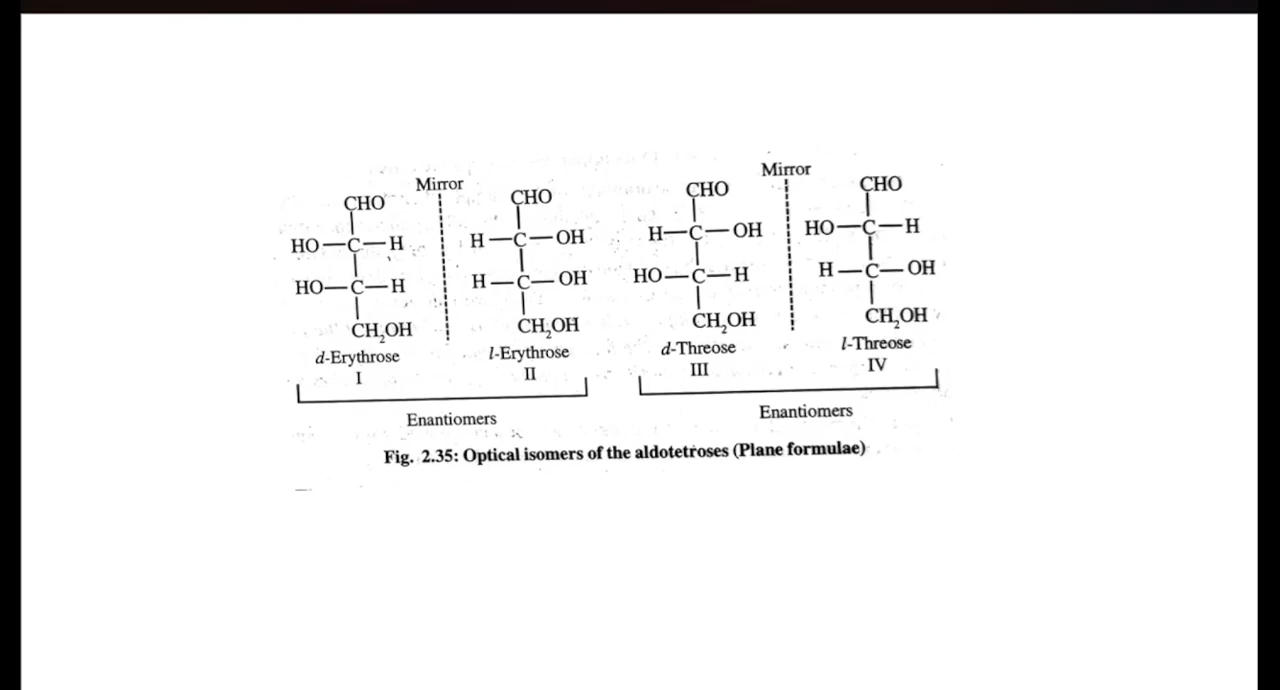 Mirror
Mirror
CHO
CHO
CHO
CHO
HO—C—H
H—C—OH
H—C—OH
HO—C—H
HO—C—H
H—C—OH
HO—C—H
H—C—OH
CH₂OH
CH₂OH
CH₂OH
CH₂OH
d-Erythrose
l-Erythrose
d-Threose
l-Threose
I
II
III
IV
Enantiomers
Enantiomers
Fig. 2.35: Optical isomers of the aldotetroses (Plane formulae)